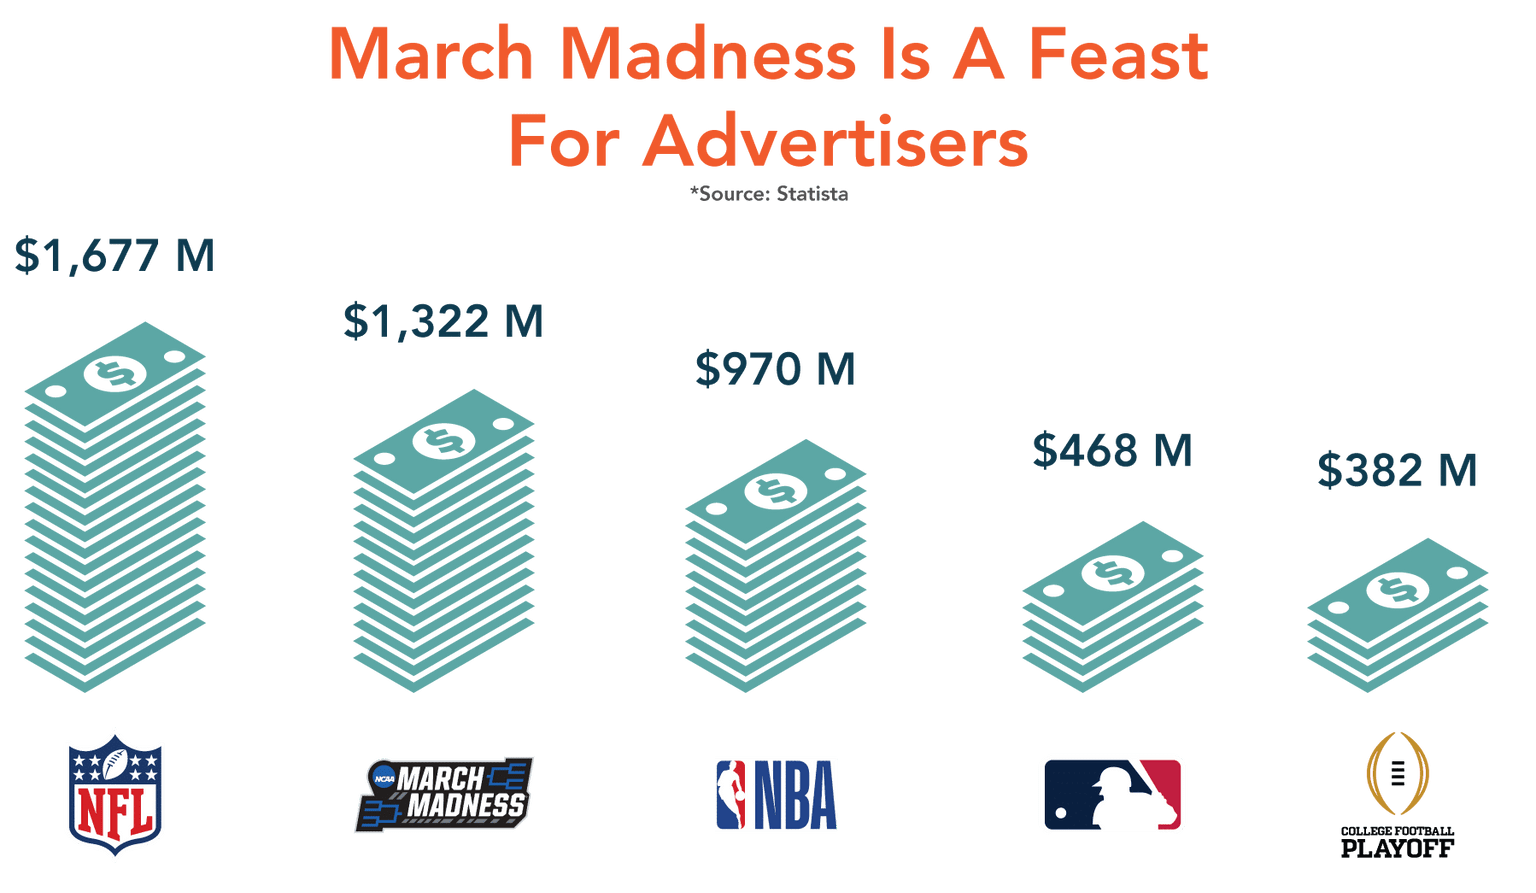 March Madness Is A Feast
For Advertisers
*Source: Statista
$1,677 M
$1,322 M
$970 M
$468 M
$382 M
$
$
$
$
$
NFL
NCAA
MARCH
MADNESS
NBA
COLLEGE FOOTBALL
PLAYOFF